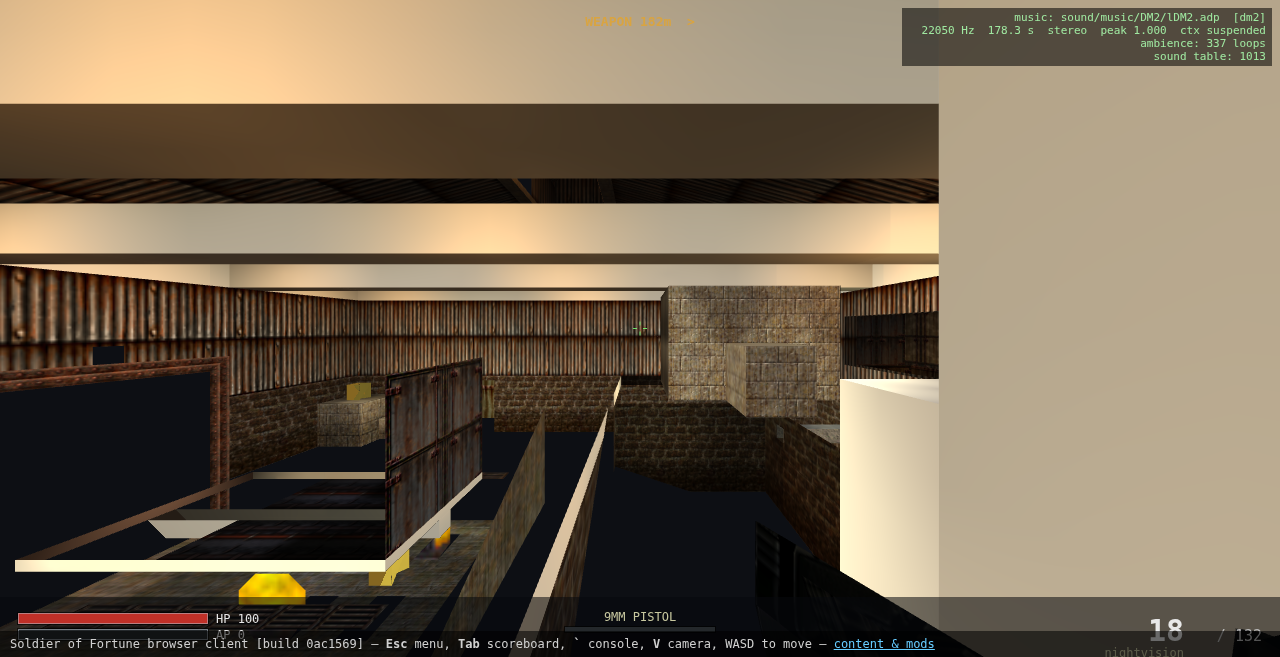 music: sound/music/DM2/lDM2.adp [dm2]
22050 Hz 178.3 s stereo peak 1.000 ctx suspended
ambience: 337 loops
sound table: 1013
HP 100
AP 0
9MM PISTOL
18 / 132
nightvision
Soldier of Fortune browser client [build 0ac1569] — Esc menu, Tab scoreboard, ` console, V camera, WASD to move — content & mods